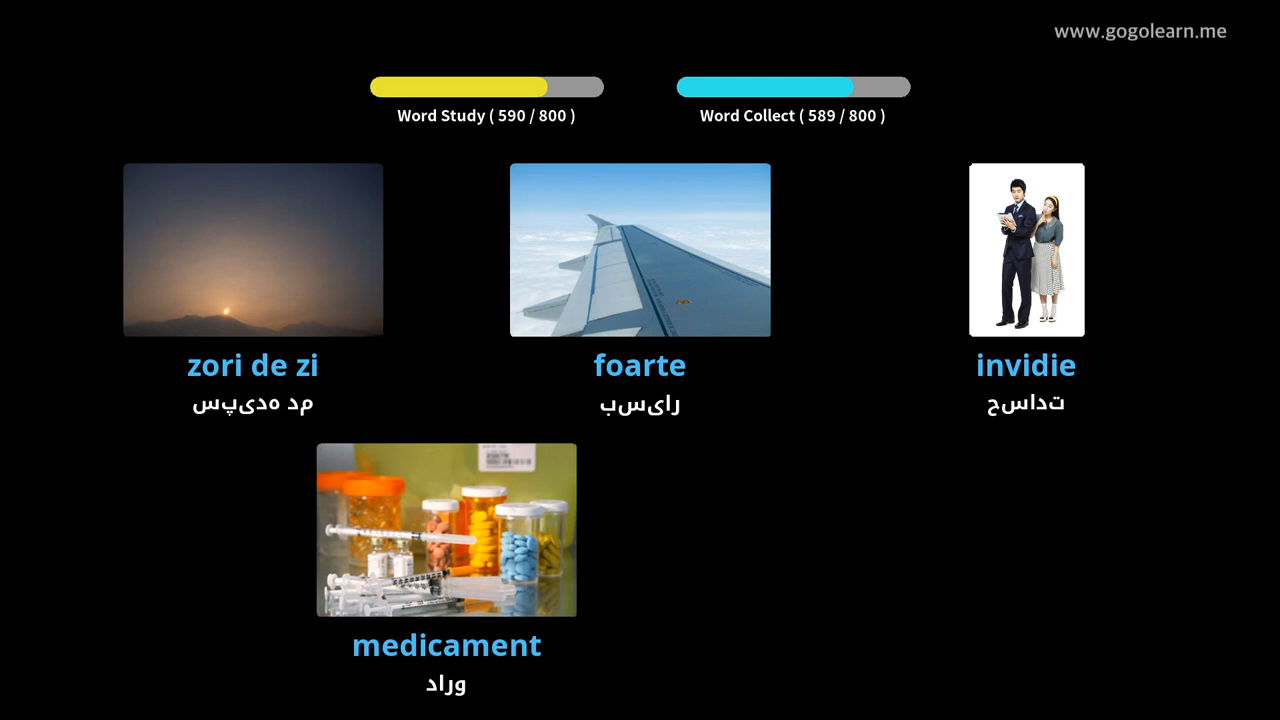 www.gogolearn.me
Word Study ( 590 / 800 )
Word Collect ( 589 / 800 )
zori de zi
مد هدیپس
foarte
رایسب
invidie
تداسح
medicament
وراد